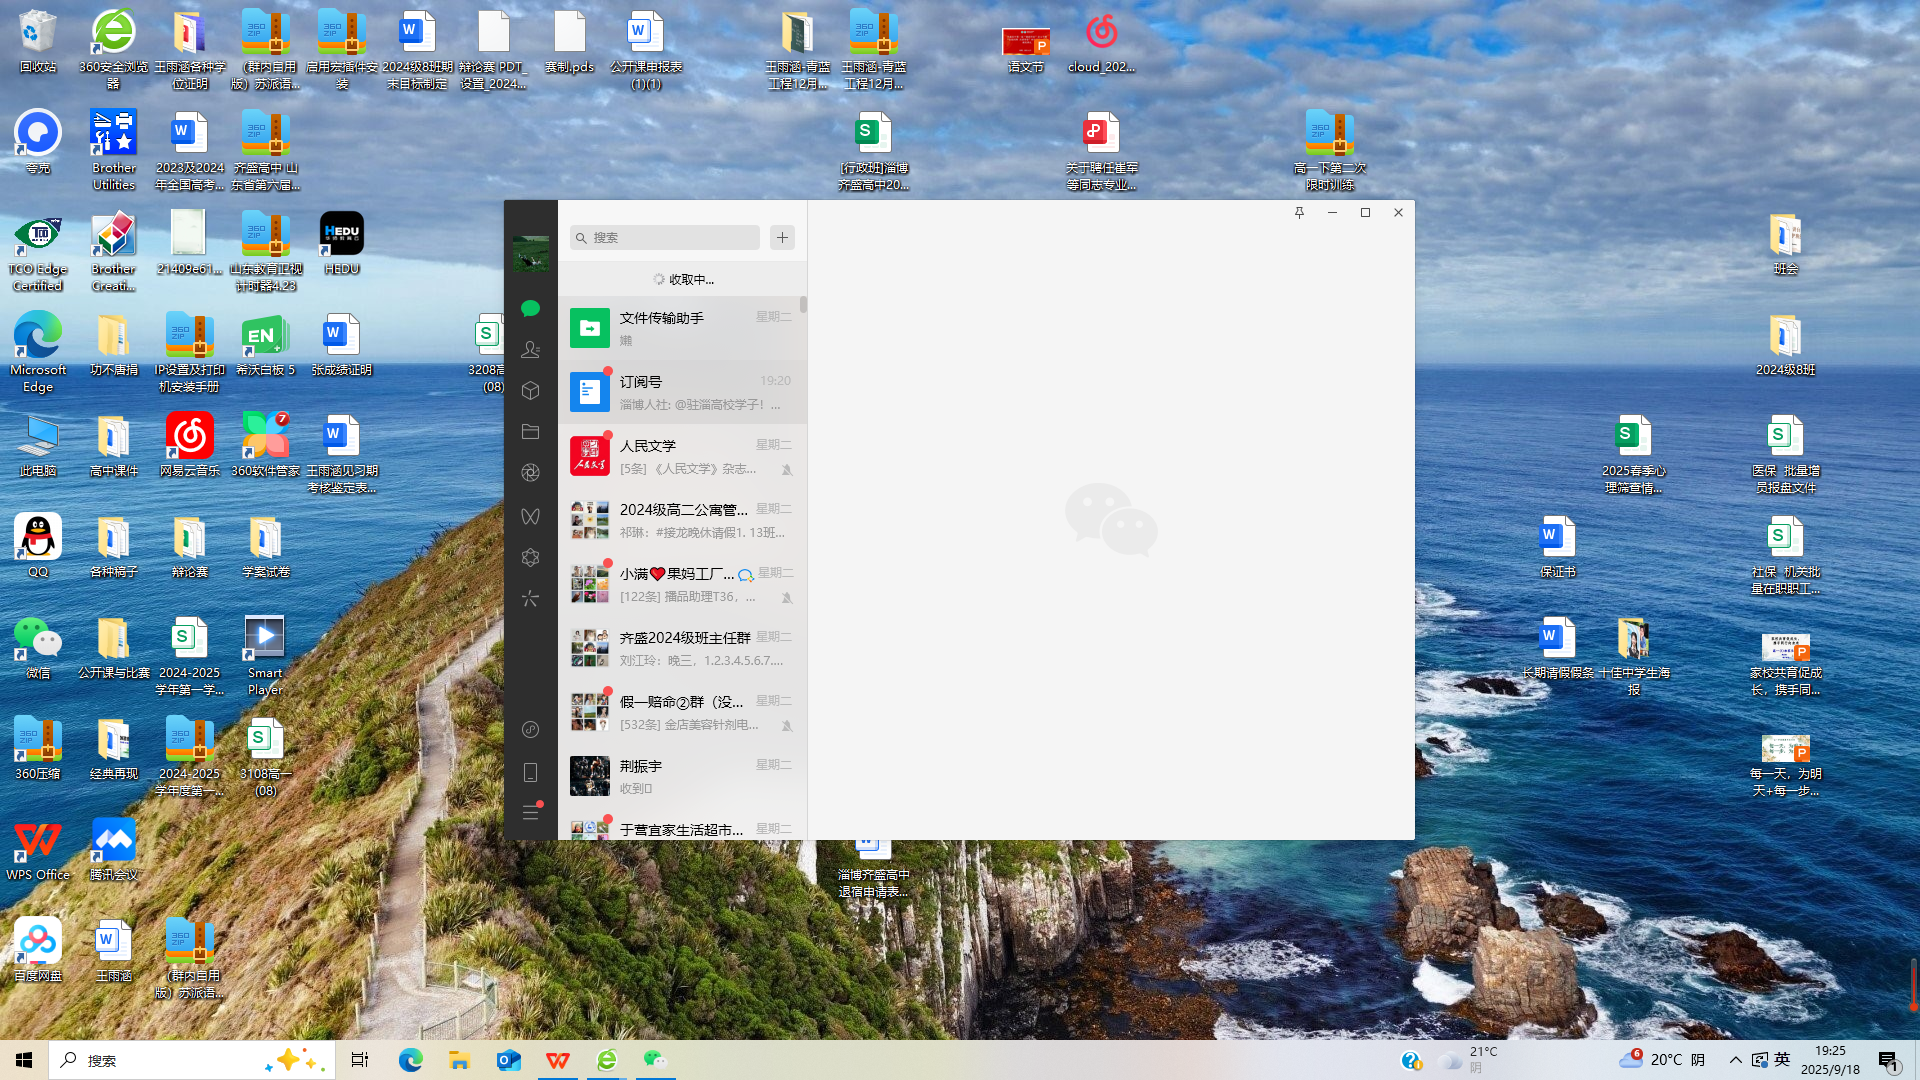 回收站
360安全浏览
器
王雨涵各种学
位证明
(群内自用
版）苏派语...
启用宏插件安
装
2024级8班期
末目标制定
辩论赛 PDT_
设置_2024...
赛制.pds
公开课申报表
(1)(1)
王雨涵-青蓝
工程12月...
王雨涵-青蓝
工程12月...
语文节
cloud_202...
夸克
Brother
Utilities
2023及2024
年全国高考...
齐盛高中 山
东省第六届...
[行政班]淄博
齐盛高中20...
关于聘任崔军
等同志专业...
高一下第二次
限时训练
TCO Edge
Certified
Brother
Creati...
21409e61...
山东教育卫视
计时器4.23
HEDU
班会
Microsoft
Edge
功不唐捐
IP设置及打印
机安装手册
希沃白板 5
张成绩证明
3208高
(08)
2024级8班
此电脑
高中课件
网易云音乐
360软件管家
王雨涵见习期
考核鉴定表...
2025春季心
理筛查情...
医保_批量增
员报盘文件
QQ
各种稿子
辩论赛
学案试卷
保证书
社保_机关批
量在职职工...
微信
公开课与比赛
2024-2025
学年第一学...
Smart
Player
长期请假假条
十佳中学生海
报
家校共育促成
长，携手同...
360压缩
经典再现
2024-2025
学年度第一...
3108高一
(08)
每一天，为明
天+每一步...
WPS Office
腾讯会议
淄博齐盛高中
退宿申请表...
百度网盘
王雨涵
(群内自用
版）苏派语...
搜索
收取中...
文件传输助手
星期二
订阅号
19:20
淄博人社: @驻淄高校学子！...
人民文学
星期二
[5条] 《人民文学》杂志...
2024级高二公寓管...
星期二
祁琳：#接龙晚休请假1. 13班...
小满❤果妈工厂...
星期二
[122条] 播品助理T36，...
齐盛2024级班主任群
星期二
刘江玲：晚三，1.2.3.4.5.6.7....
假一赔命②群（没...
星期二
[532条] 金店美容针剂电...
荆振宇
星期二
收到
于营宜家生活超市...
星期二
搜索
21°C
阴
6
20°C 阴
英
19:25
2025/9/18
1